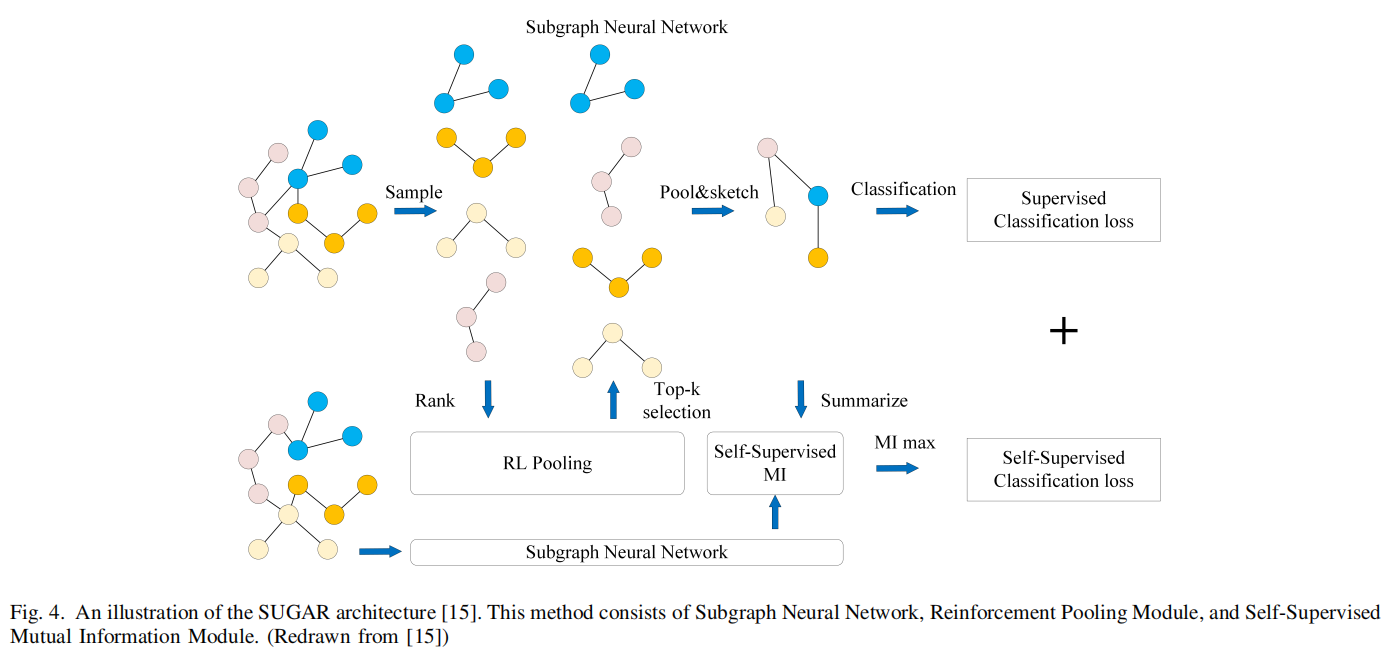 Subgraph Neural Network
Sample
Pool&sketch
Classification
Supervised
Classification loss
+
Rank
Top-k
selection
Summarize
RL Pooling
Self-Supervised
MI
MI max
Self-Supervised
Classification loss
Subgraph Neural Network
Fig. 4. An illustration of the SUGAR architecture [15]. This method consists of Subgraph Neural Network, Reinforcement Pooling Module, and Self-Supervised
Mutual Information Module. (Redrawn from [15])